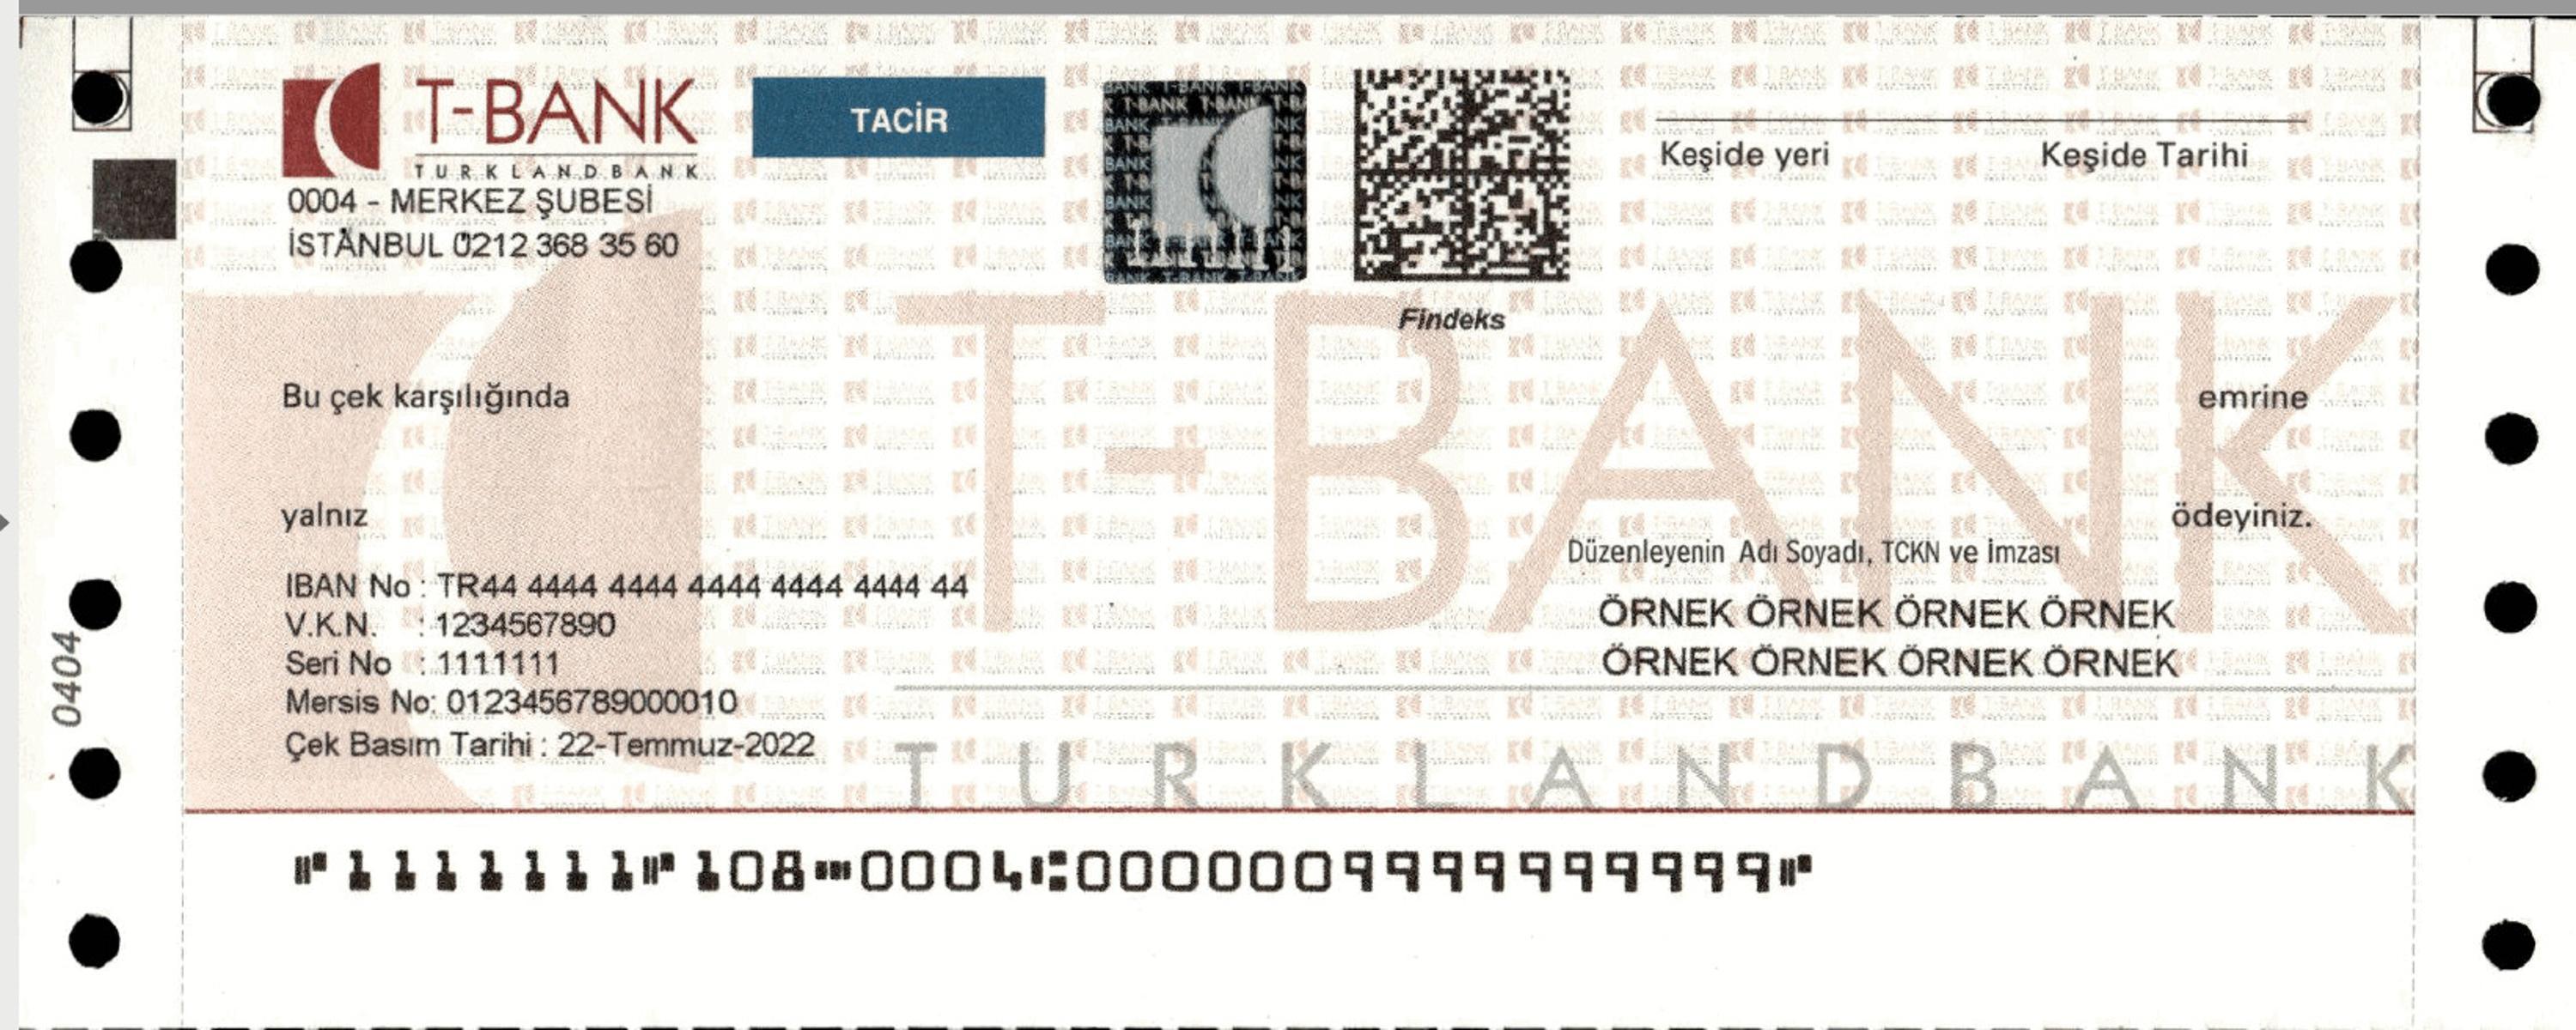 T-BANK
TURKLANDBANK
TACİR
0004 - MERKEZ ŞUBESİ
İSTANBUL 0212 368 35 60
Keşide yeri Keşide Tarihi
Findeks
Bu çek karşılığında emrine
yalnız ödeyiniz.
Düzenleyenin Adı Soyadı, TCKN ve İmzası
ÖRNEK ÖRNEK ÖRNEK ÖRNEK
ÖRNEK ÖRNEK ÖRNEK ÖRNEK
IBAN No : TR44 4444 4444 4444 4444 4444 44
V.K.N. : 1234567890
Seri No : 1111111
Mersis No: 0123456789000010
Çek Basım Tarihi : 22-Temmuz-2022
0404
T-BANK
TURKLANDBANK
⑈1111111⑈108⑉0004⑆0000009999999999⑈